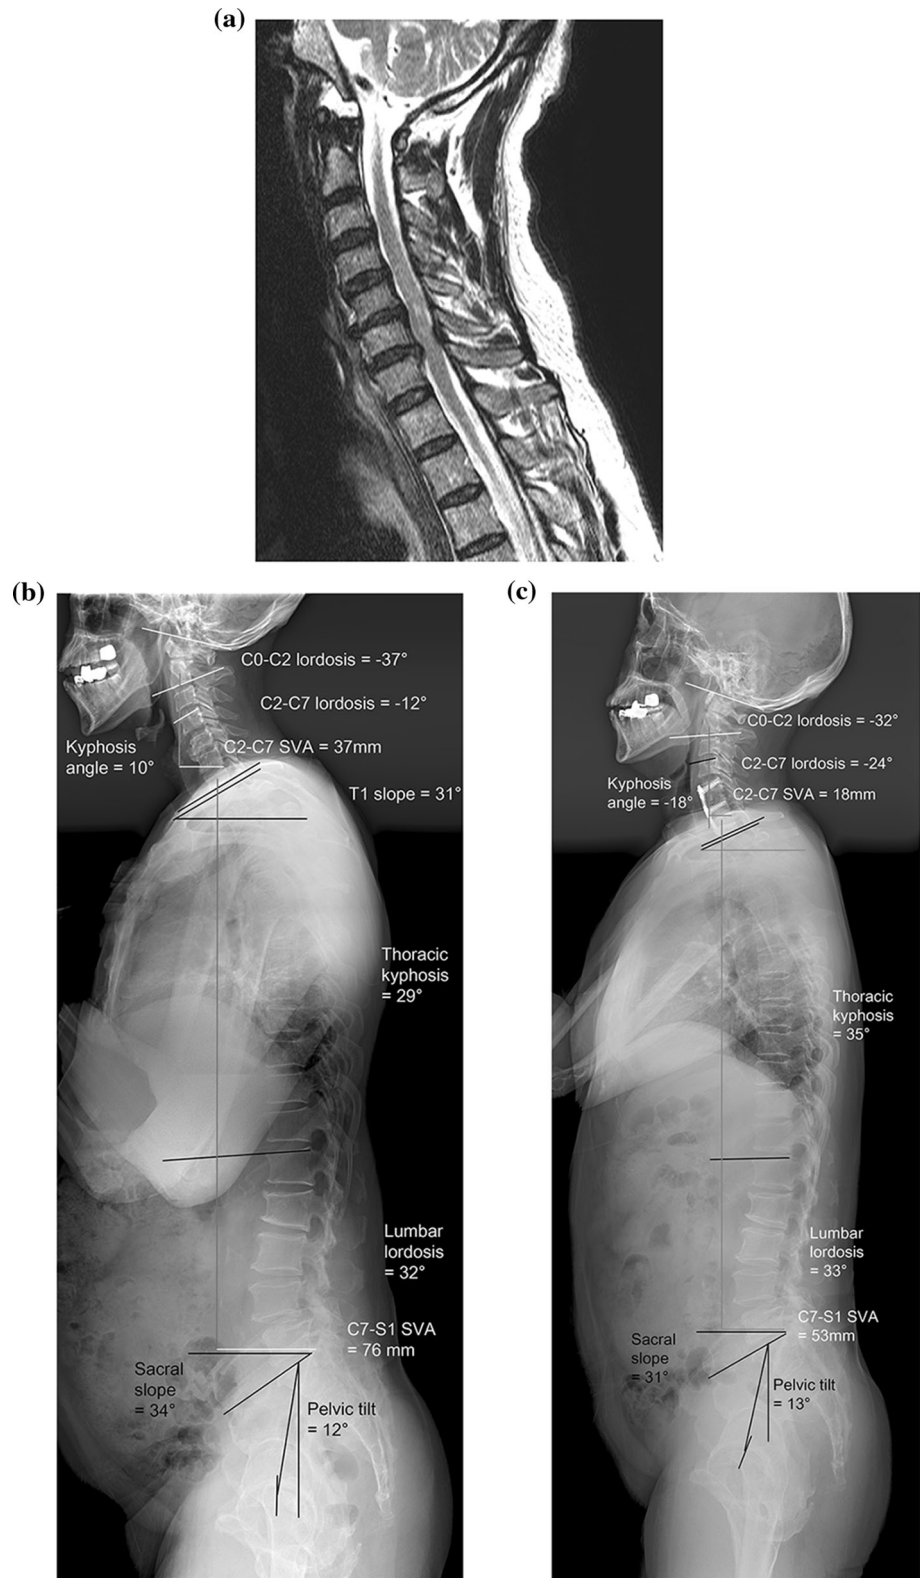 (a)
(b)
C0-C2 lordosis = -37°
C2-C7 lordosis = -12°
Kyphosis
angle = 10°
C2-C7 SVA = 37mm
T1 slope = 31°
Thoracic
kyphosis
= 29°
Lumbar
lordosis
= 32°
C7-S1 SVA
= 76 mm
Sacral
slope
= 34°
Pelvic tilt
= 12°
(c)
C0-C2 lordosis = -32°
C2-C7 lordosis = -24°
Kyphosis
angle = -18°
C2-C7 SVA = 18mm
Thoracic
kyphosis
= 35°
Lumbar
lordosis
= 33°
C7-S1 SVA
= 53mm
Sacral
slope
= 31°
Pelvic tilt
= 13°